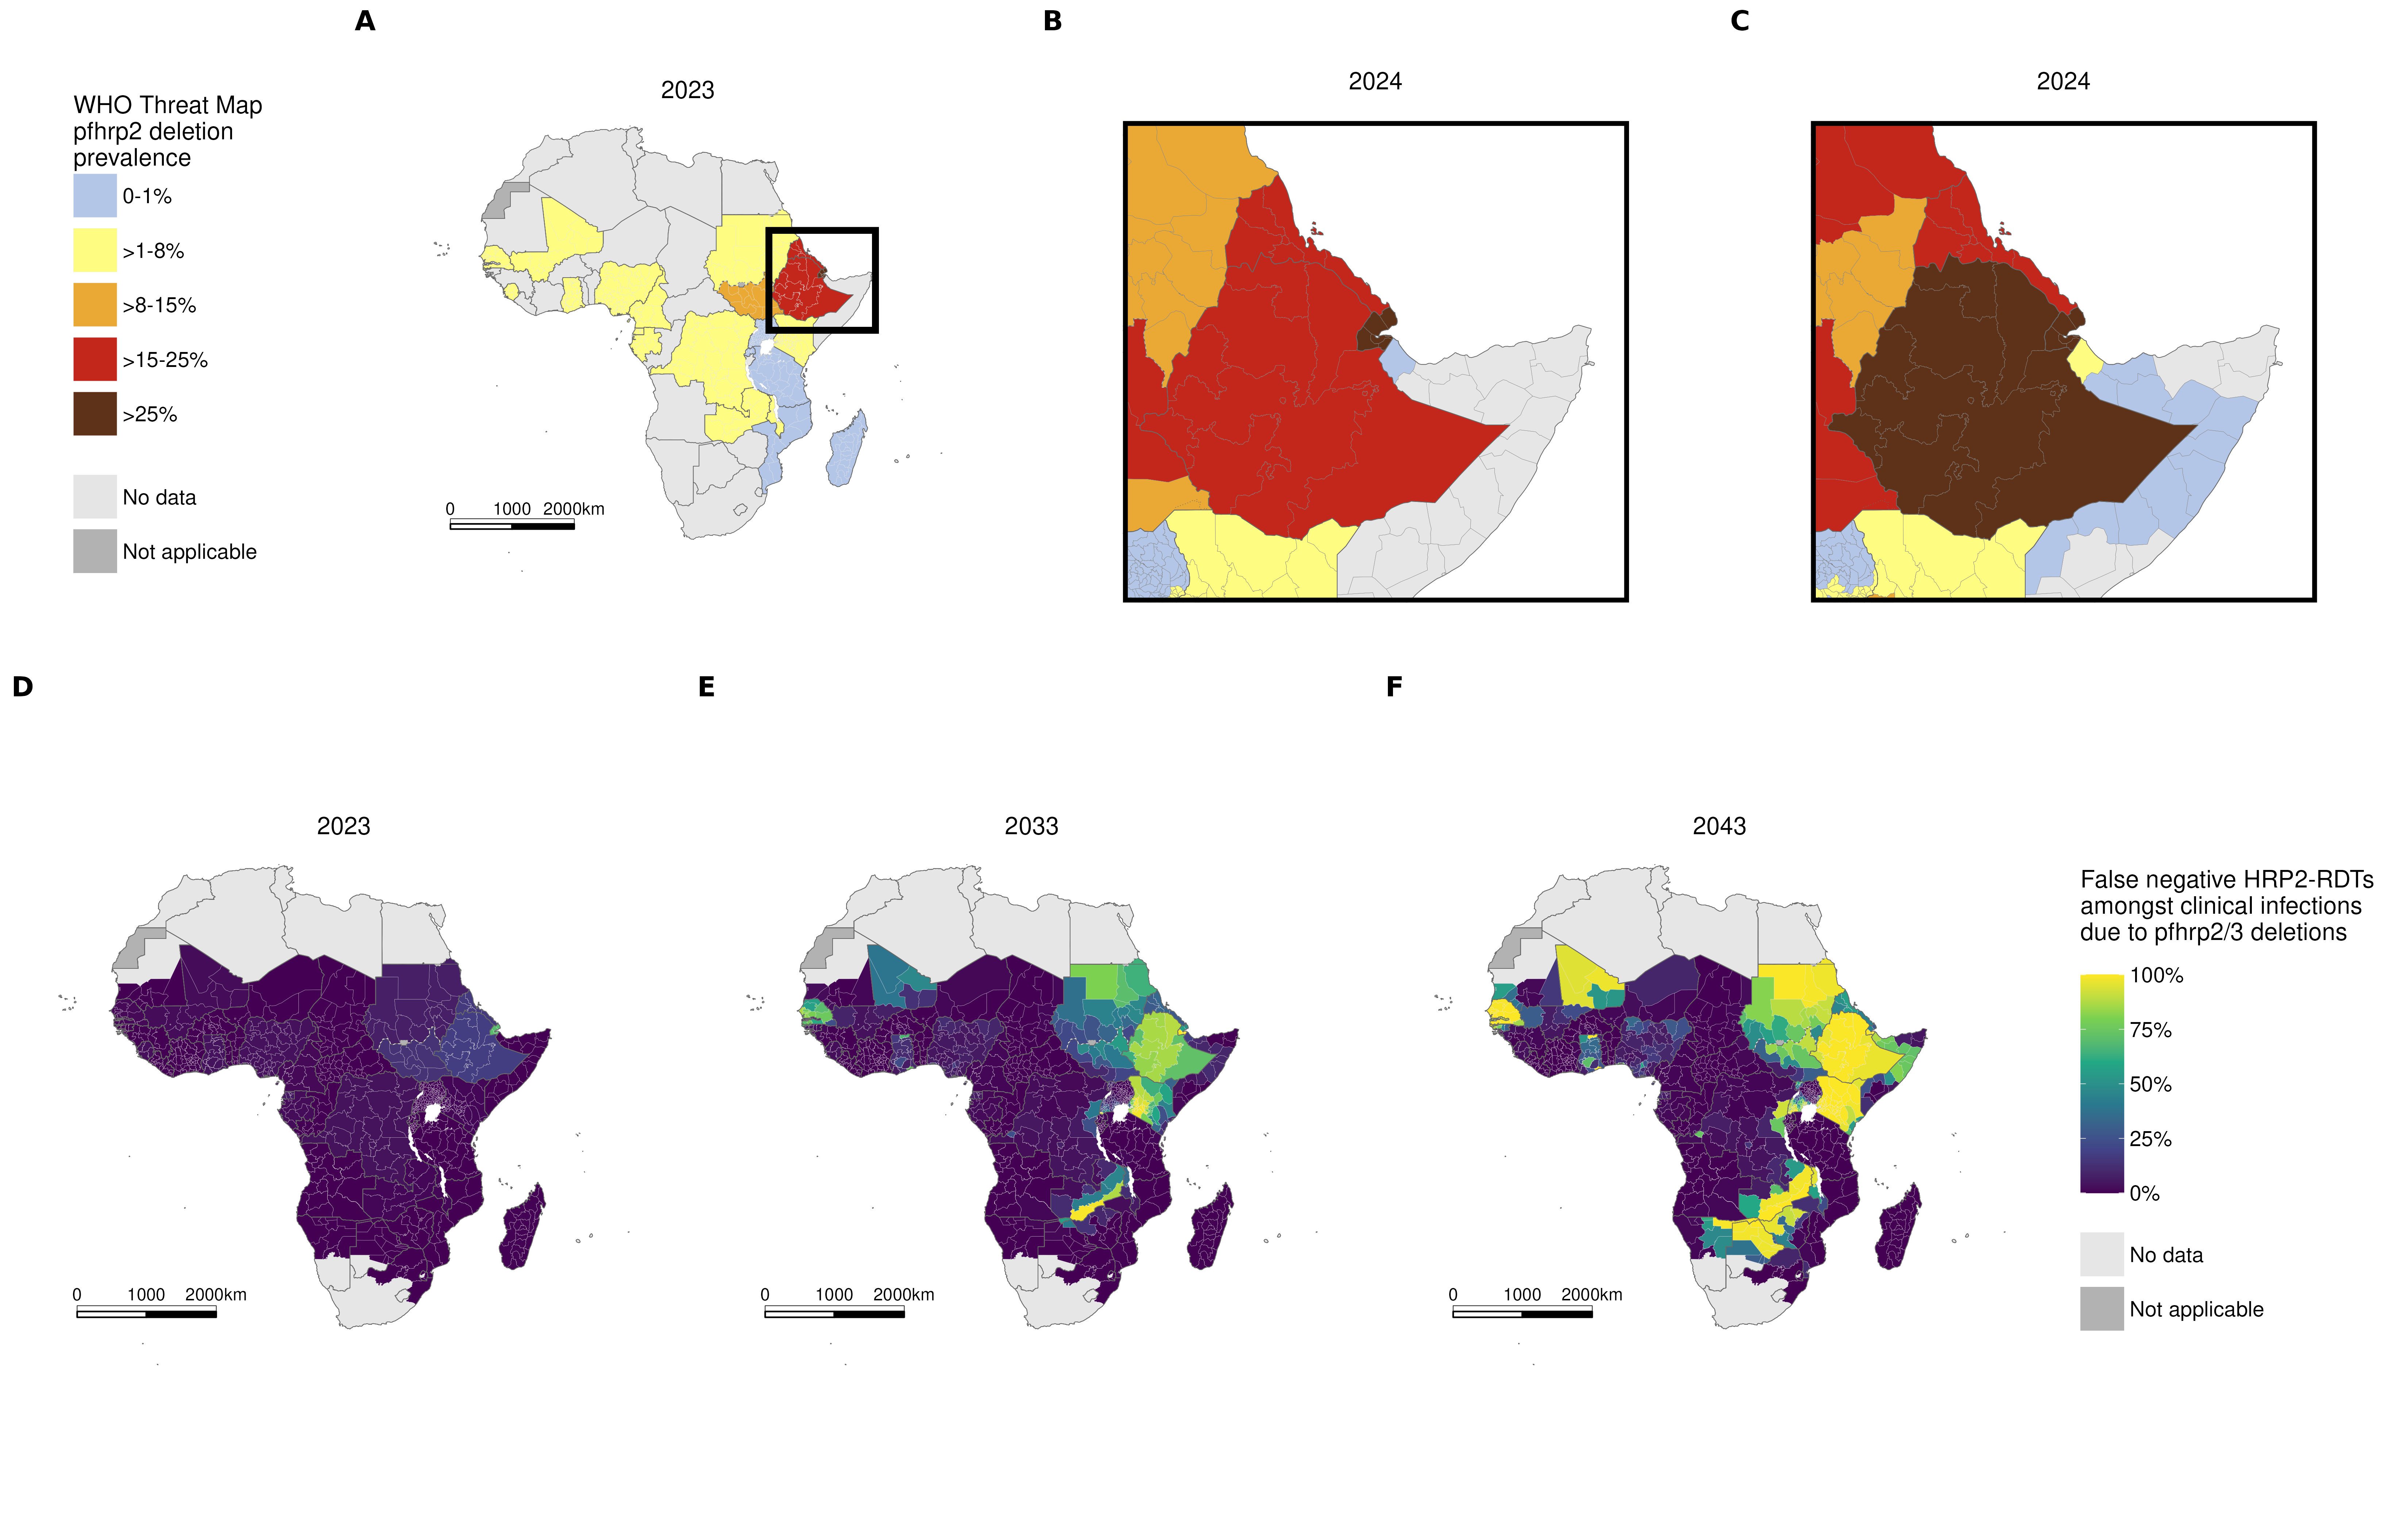 A
B
C
2023
2024
2024
WHO Threat Map
pfhrp2 deletion
prevalence
0-1%
>1-8%
>8-15%
>15-25%
>25%
No data
Not applicable
0 1000 2000km
D
E
F
2023
2033
2043
False negative HRP2-RDTs
amongst clinical infections
due to pfhrp2/3 deletions
100%
75%
50%
25%
0%
No data
Not applicable
0 1000 2000km
0 1000 2000km
0 1000 2000km